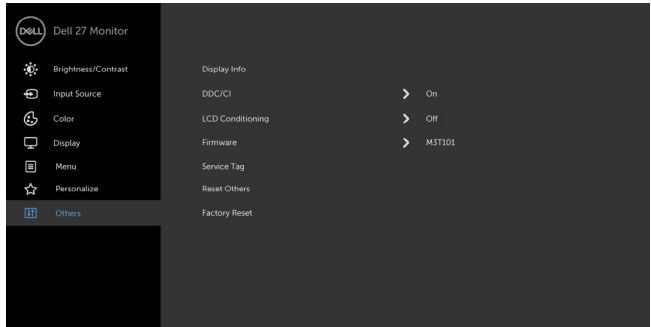 DELL Dell 27 Monitor
Brightness/Contrast
Input Source
Color
Display
Menu
Personalize
Others
Display Info
DDC/CI On
LCD Conditioning Off
Firmware M3T101
Service Tag
Reset Others
Factory Reset